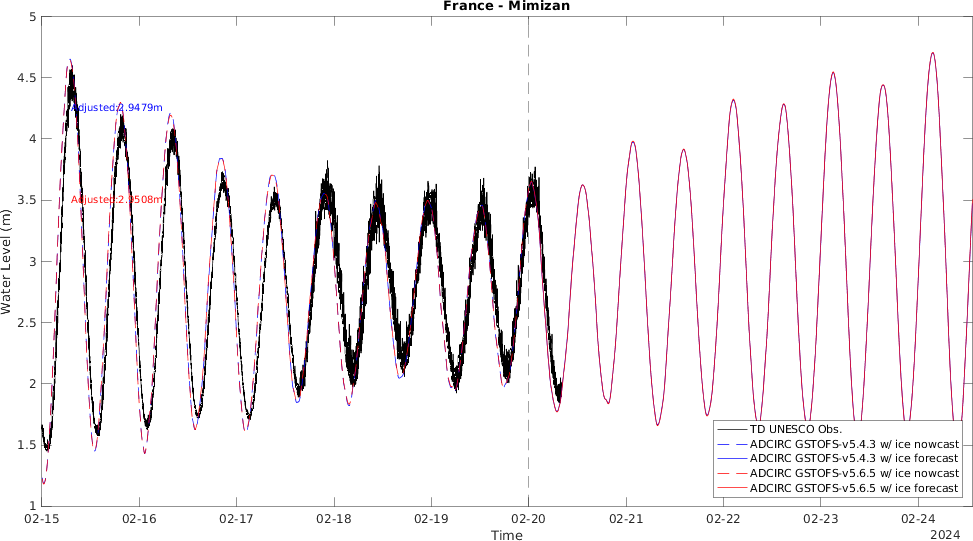 France - Mimizan
5
4.5
4
3.5
3
2.5
2
1.5
1
Water Level (m)
Adjusted:2.9479m
Adjusted:2.9508m
TD UNESCO Obs.
ADCIRC GSTOFS-v5.4.3 w/ ice nowcast
ADCIRC GSTOFS-v5.4.3 w/ ice forecast
ADCIRC GSTOFS-v5.6.5 w/ ice nowcast
ADCIRC GSTOFS-v5.6.5 w/ ice forecast
02-15 02-16 02-17 02-18 02-19 02-20 02-21 02-22 02-23 02-24
Time
2024